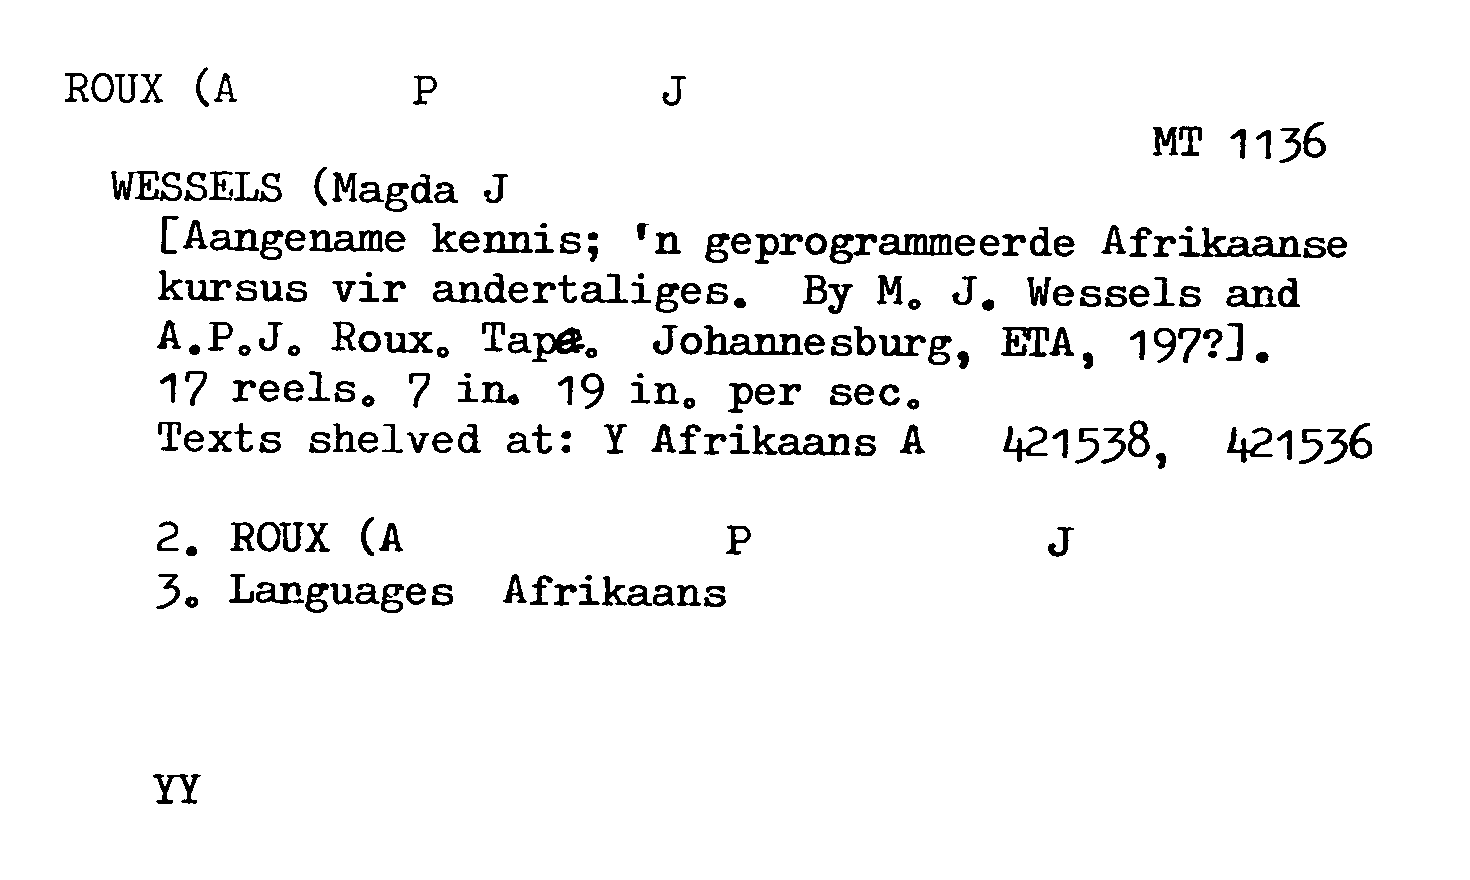 ROUX (A P J
MT 1136
WESSELS (Magda J
[Aangename kennis; 'n geprogrammeerde Afrikaanse
kursus vir andertaliges. By M. J. Wessels and
A.P.J. Roux. Tape. Johannesburg, ETA, 197?].
17 reels. 7 in. 19 in. per sec.
Texts shelved at: Y Afrikaans A 421538, 421536
2. ROUX (A P J
3. Languages Afrikaans
YY